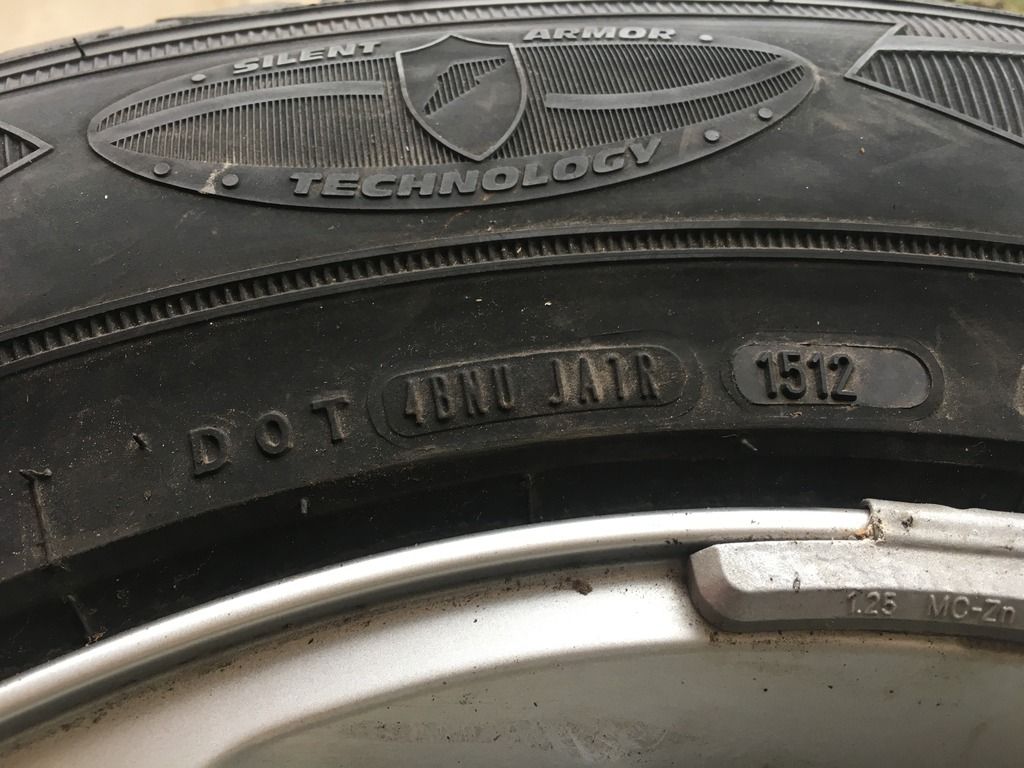 SILENT ARMOR
TECHNOLOGY
DOT 4BNU JA1R 1512
1.25 MC-Zn